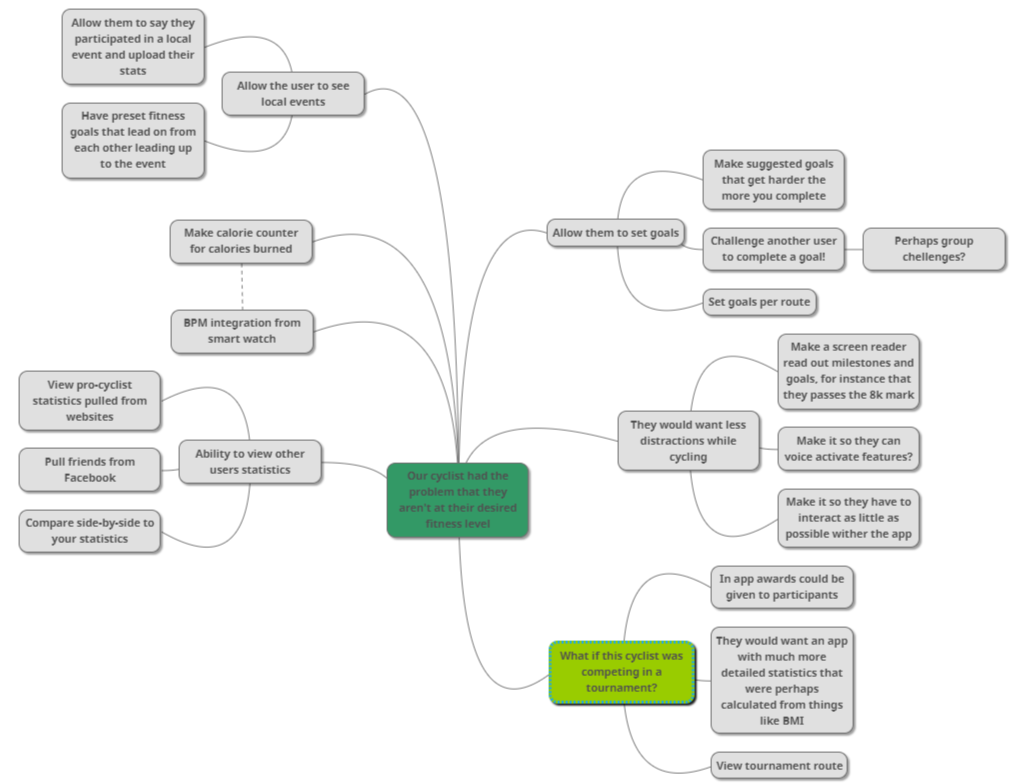 Allow them to say they
participated in a local
event and upload their
stats
Allow the user to see
local events
Have preset fitness
goals that lead on from
each other leading up
to the event
Make calorie counter
for calories burned
BPM integration from
smart watch
View pro-cyclist
statistics pulled from
websites
Ability to view other
users statistics
Pull friends from
Facebook
Compare side-by-side to
your statistics
Our cyclist had the
problem that they
aren't at their desired
fitness level
Allow them to set goals
Make suggested goals
that get harder the
more you complete
Challenge another user
to complete a goal!
Perhaps group
chellenges?
Set goals per route
They would want less
distractions while
cycling
Make a screen reader
read out milestones and
goals, for instance that
they passes the 8k mark
Make it so they can
voice activate features?
Make it so they have to
interact as little as
possible wither the app
What if this cyclist was
competing in a
tournament?
In app awards could be
given to participants
They would want an app
with much more
detailed statistics that
were perhaps
calculated from things
like BMI
View tournament route